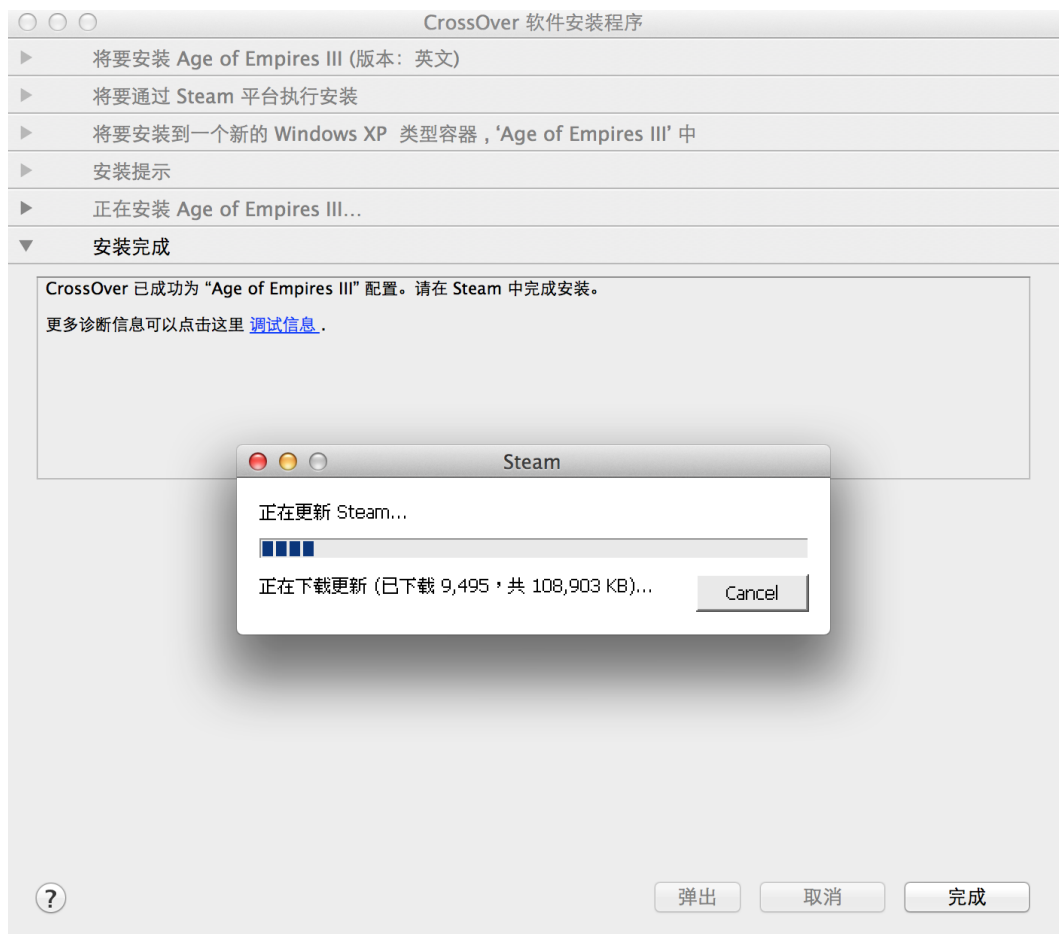 CrossOver 软件安装程序
将要安装 Age of Empires III (版本：英文)
将要通过 Steam 平台执行安装
将要安装到一个新的 Windows XP 类型容器 , ‘Age of Empires III’ 中
安装提示
正在安装 Age of Empires III...
安装完成
CrossOver 已成功为 “Age of Empires III” 配置。请在 Steam 中完成安装。
更多诊断信息可以点击这里 调试信息 .
Steam
正在更新 Steam...
正在下载更新 (已下载 9,495，共 108,903 KB)...
Cancel
?
弹出 取消 完成